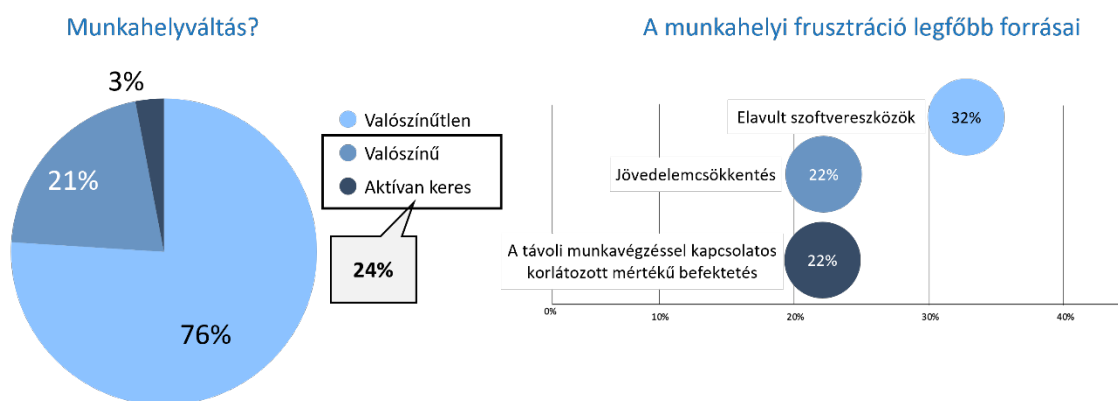 Munkahelyváltás?
3%
21%
76%
Valószínűtlen
Valószínű
Aktívan keres
24%
A munkahelyi frusztráció legfőbb forrásai
Elavult szoftvereszközök
32%
Jövedelemcsökkentés
22%
A távoli munkavégzéssel kapcsolatos
korlátozott mértékű befektetés
22%
0%
10%
20%
30%
40%